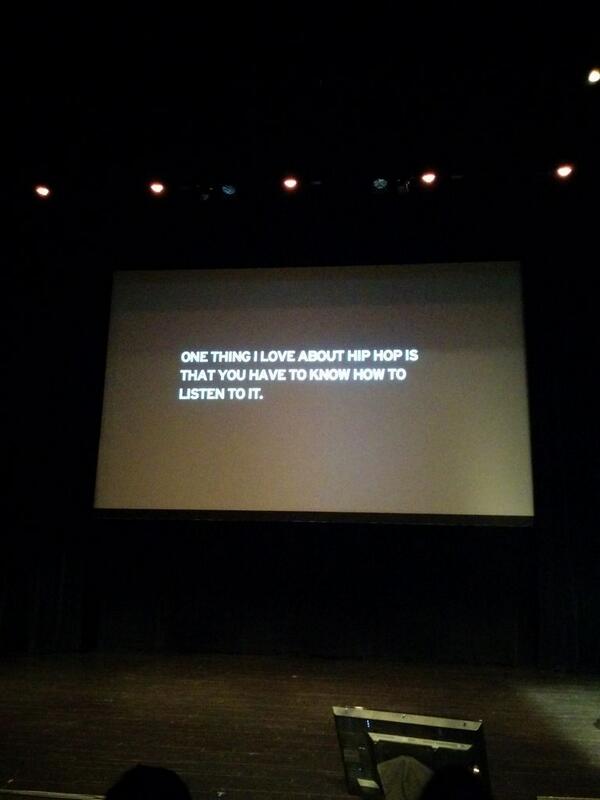 ONE THING I LOVE ABOUT HIP HOP IS
THAT YOU HAVE TO KNOW HOW TO
LISTEN TO IT.